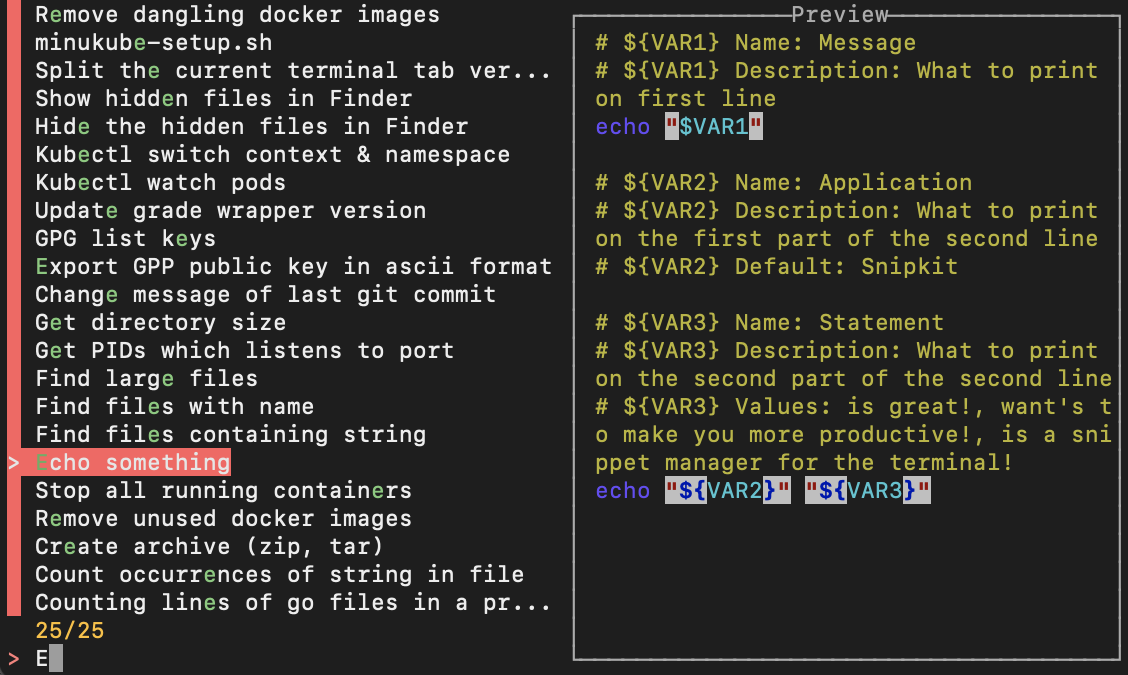 Remove dangling docker images
minukube-setup.sh
Split the current terminal tab ver...
Show hidden files in Finder
Hide the hidden files in Finder
Kubectl switch context & namespace
Kubectl watch pods
Update grade wrapper version
GPG list keys
Export GPP public key in ascii format
Change message of last git commit
Get directory size
Get PIDs which listens to port
Find large files
Find files with name
Find files containing string
> Echo something
Stop all running containers
Remove unused docker images
Create archive (zip, tar)
Count occurrences of string in file
Counting lines of go files in a pr...
25/25
> E
Preview
# ${VAR1} Name: Message
# ${VAR1} Description: What to print
on first line
echo "$VAR1"
# ${VAR2} Name: Application
# ${VAR2} Description: What to print
on the first part of the second line
# ${VAR2} Default: Snipkit
# ${VAR3} Name: Statement
# ${VAR3} Description: What to print
on the second part of the second line
# ${VAR3} Values: is great!, want's t
o make you more productive!, is a sni
ppet manager for the terminal!
echo "${VAR2}" "${VAR3}"